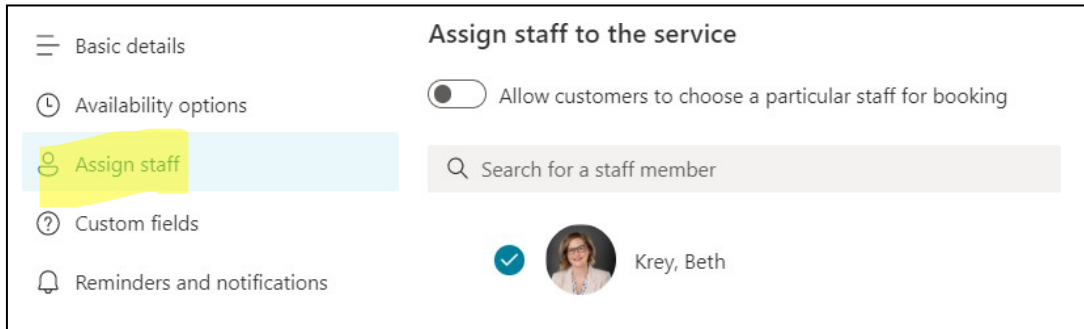 Basic details
Availability options
Assign staff
Custom fields
Reminders and notifications
Assign staff to the service
Allow customers to choose a particular staff for booking
Search for a staff member
Krey, Beth